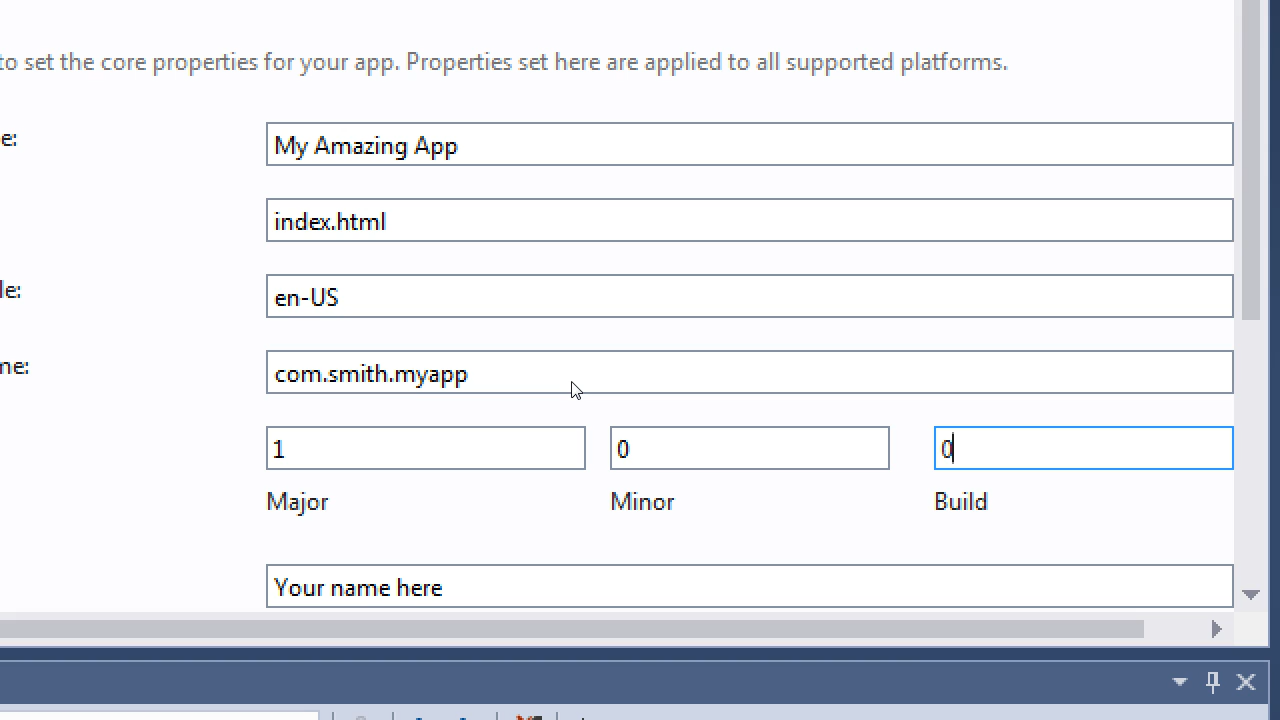 to set the core properties for your app. Properties set here are applied to all supported platforms.
e:
My Amazing App
index.html
le:
en-US
me:
com.smith.myapp
1
0
0
Major
Minor
Build
Your name here